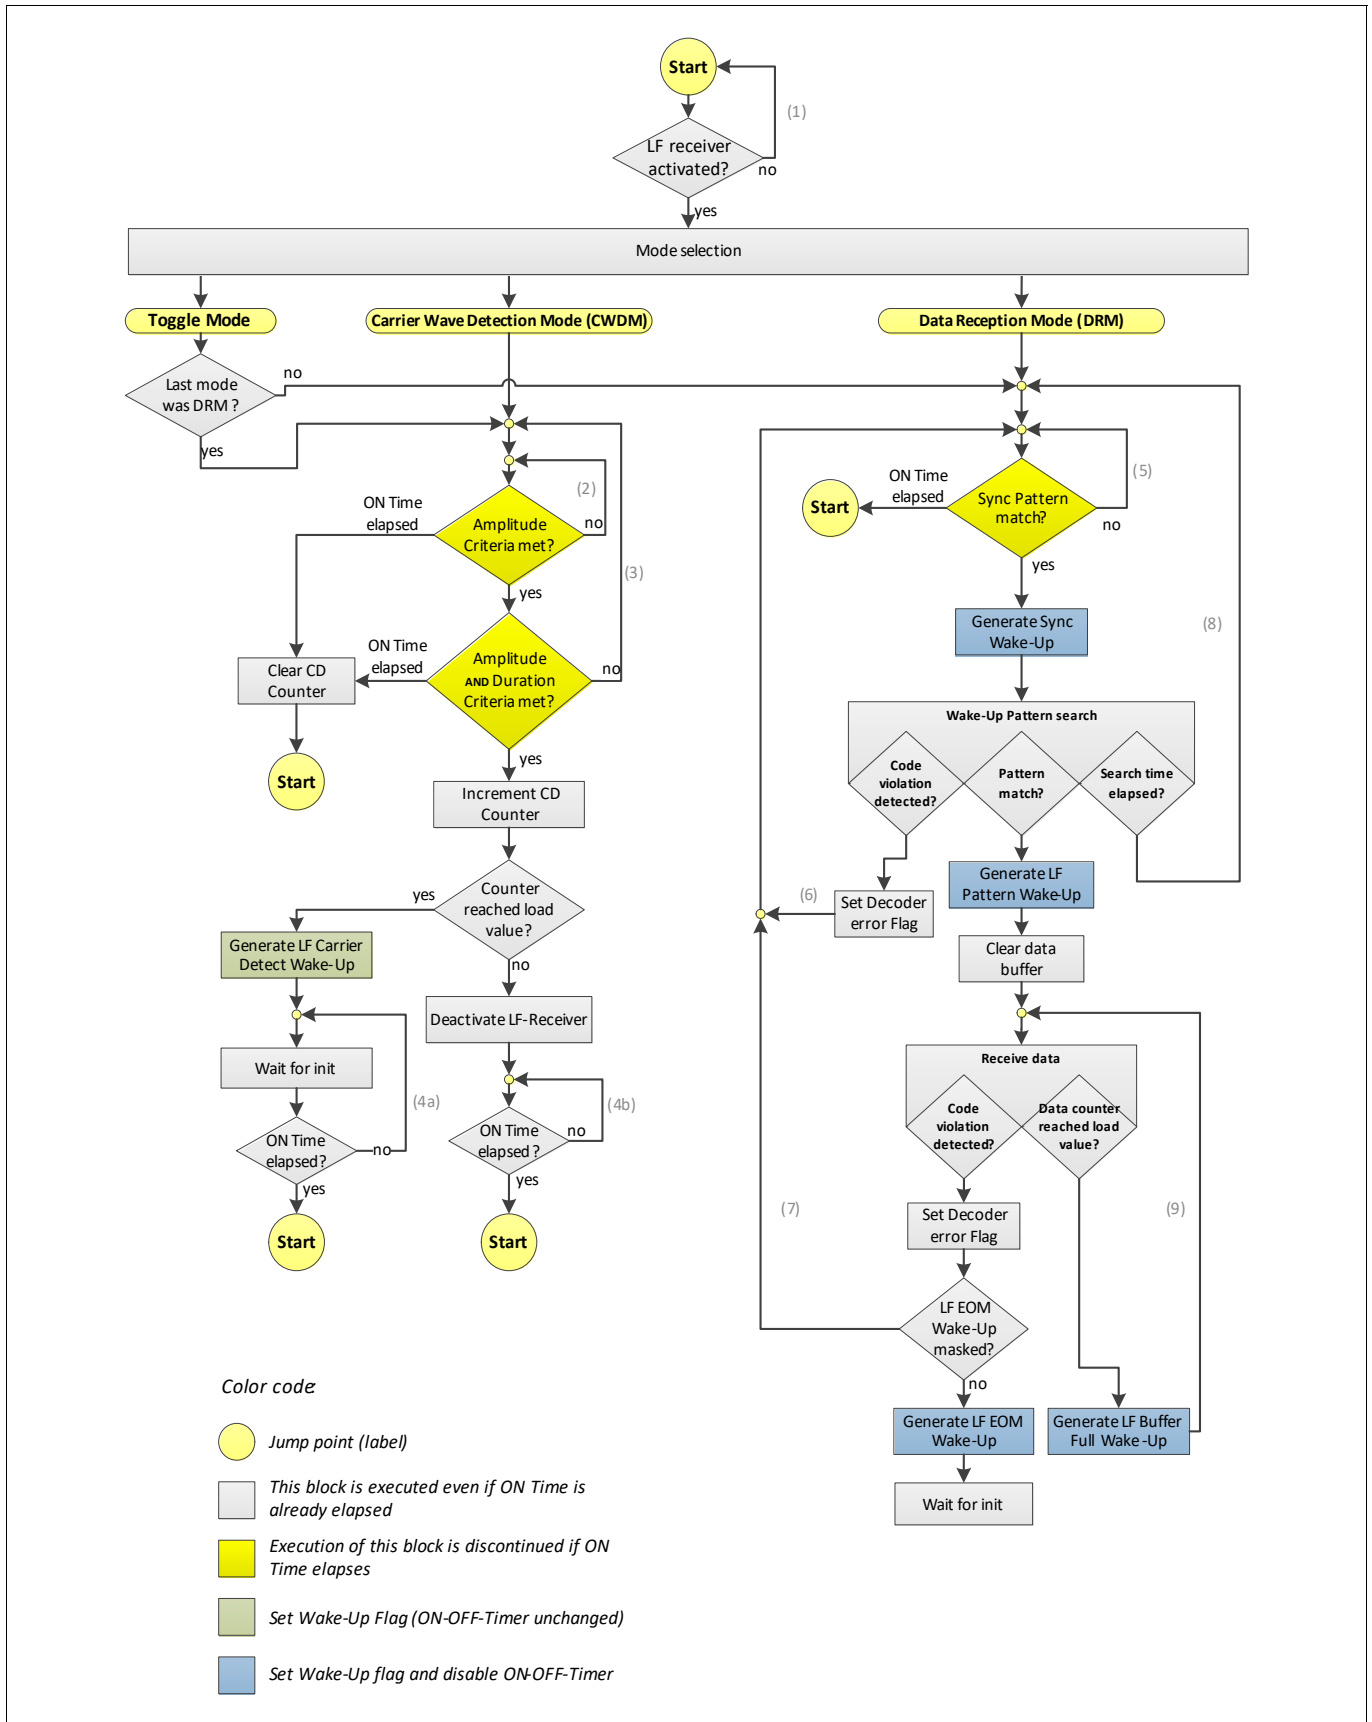 Start
(1)
LF receiver
activated?
no
yes
Mode selection
Toggle Mode
Carrier Wave Detection Mode (CWDM)
Data Reception Mode (DRM)
Last mode
was DRM ?
no
yes
(2)
ON Time
elapsed
Amplitude
Criteria met?
no
yes
(3)
ON Time
elapsed
Amplitude
AND Duration
Criteria met?
no
yes
Clear CD
Counter
Start
Increment CD
Counter
Counter
reached load
value?
yes
no
Generate LF Carrier
Detect Wake-Up
Wait for init
(4a)
ON Time
elapsed?
no
yes
Start
Deactivate LF-Receiver
(4b)
ON Time
elapsed ?
no
yes
Start
(5)
ON Time
elapsed
Start
Sync Pattern
match?
no
yes
Generate Sync
Wake-Up
(8)
Wake-Up Pattern search
Code
violation
detected?
Pattern
match?
Search time
elapsed?
(6)
Set Decoder
error Flag
Generate LF
Pattern Wake-Up
Clear data
buffer
Receive data
Code
violation
detected?
Data counter
reached load
value?
(7)
(9)
Set Decoder
error Flag
LF EOM
Wake-Up
masked?
no
Generate LF EOM
Wake-Up
Generate LF Buffer
Full Wake-Up
Wait for init
Color code:
Jump point (label)
This block is executed even if ON Time is
already elapsed
Execution of this block is discontinued if ON
Time elapses
Set Wake-Up Flag (ON-OFF-Timer unchanged)
Set Wake-Up flag and disable ON-OFF-Timer